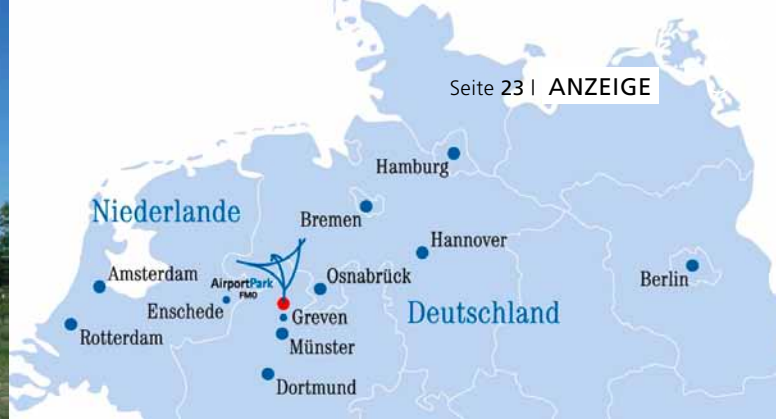 Seite 23 | ANZEIGE
Hamburg
Niederlande
Bremen
Hannover
Amsterdam
AirportPark
FMO
Osnabrück
Berlin
Enschede
Greven
Deutschland
Rotterdam
Münster
Dortmund